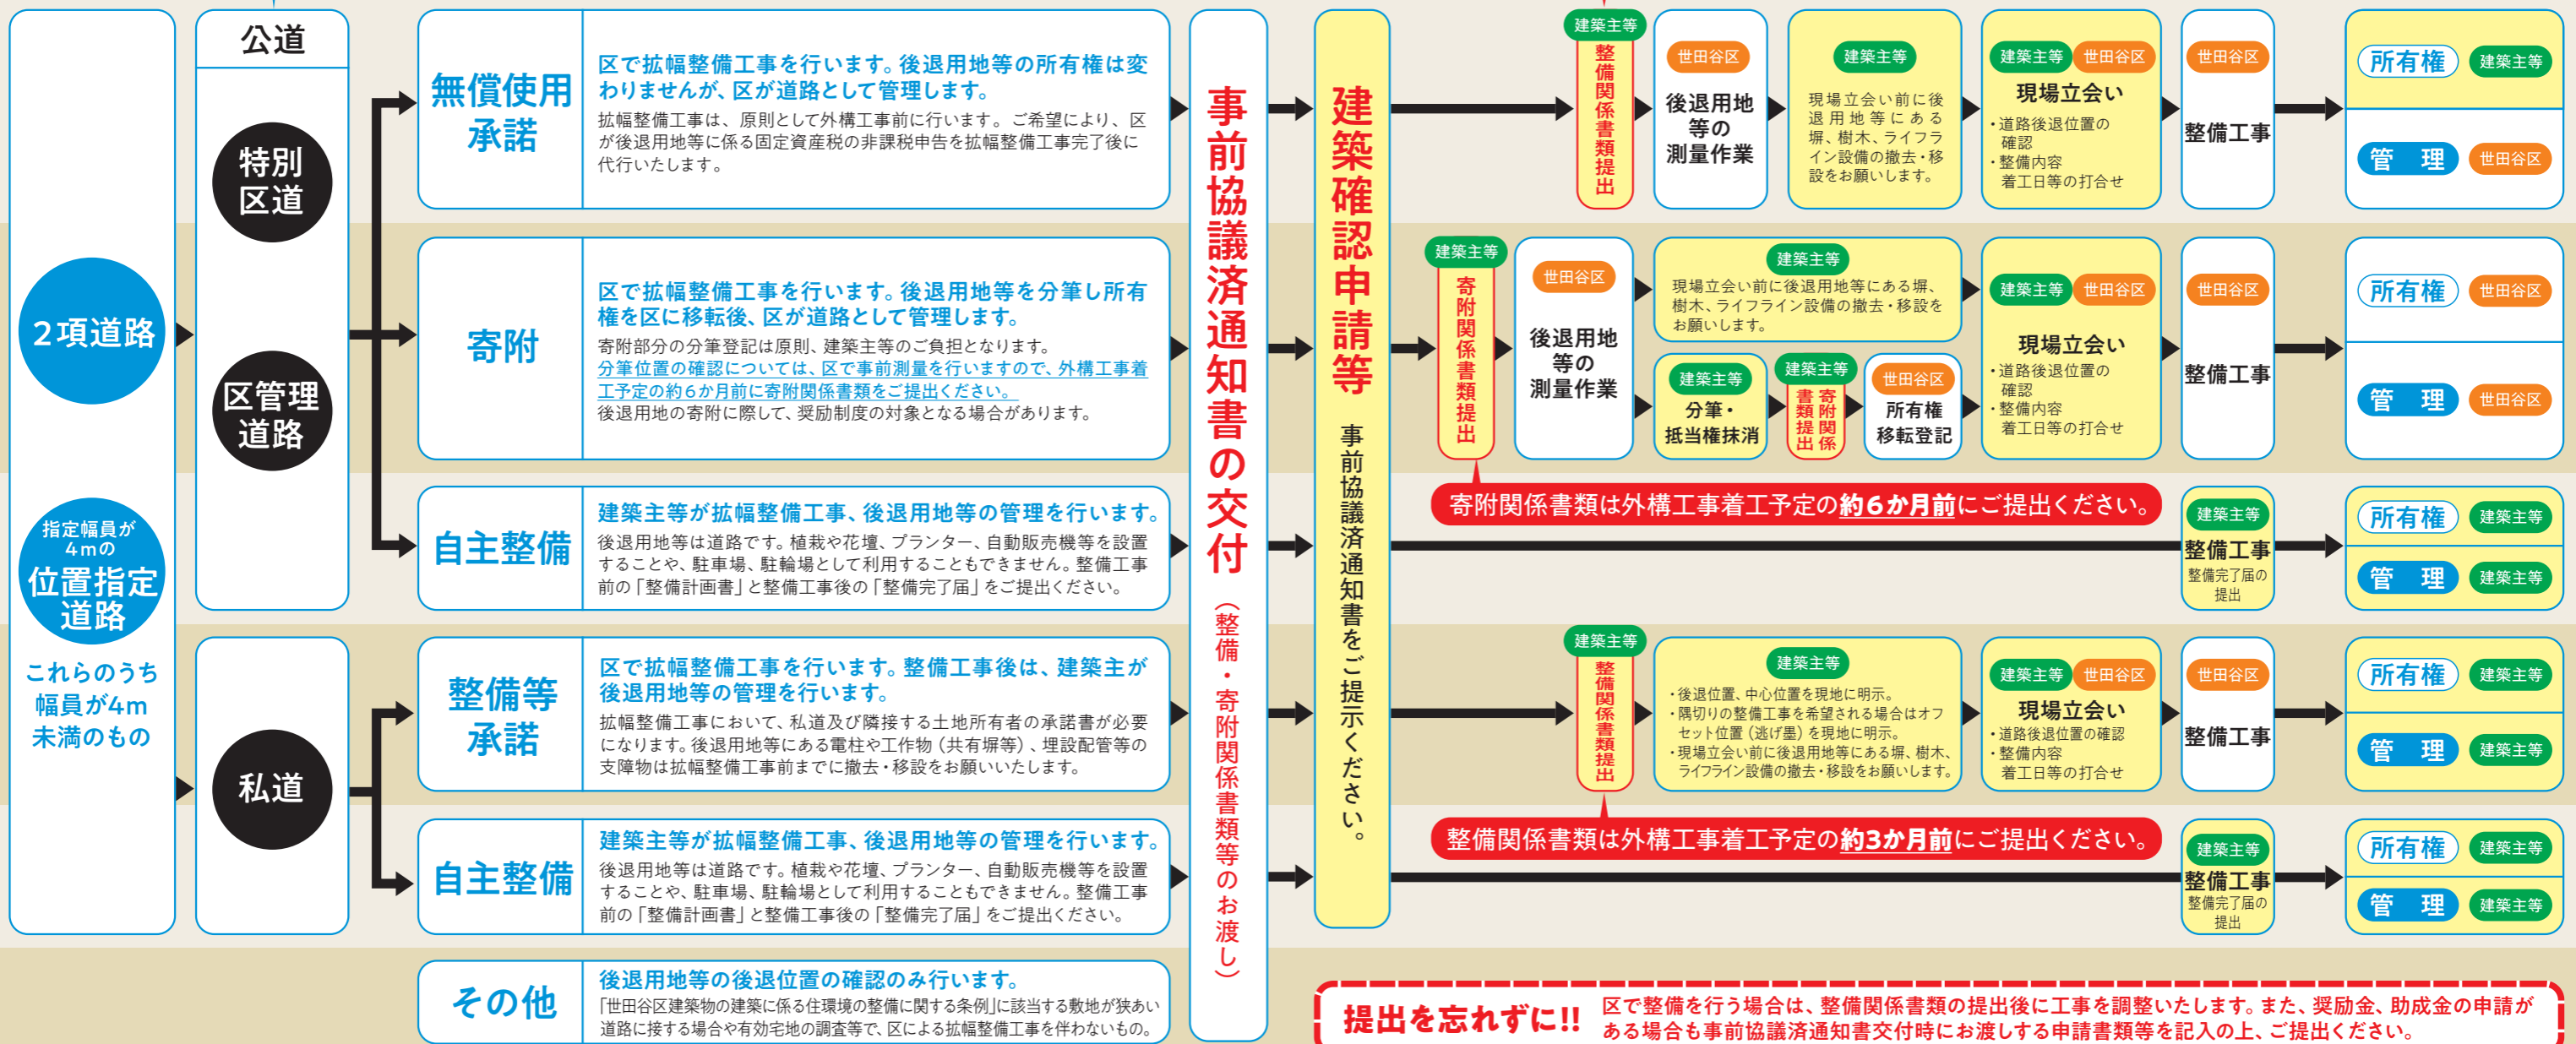 2項道路
指定幅員が
4mの
位置指定
道路
これらのうち
幅員が4m
未満のもの
公道
特別
区道
区管理
道路
私道
無償使用
承諾
区で拡幅整備工事を行います。後退用地等の所有権は変
わりませんが、区が道路として管理します。
拡幅整備工事は、原則として外構工事前に行います。ご希望により、区
が後退用地等に係る固定資産税の非課税申告を拡幅整備工事完了後に
代行いたします。
寄附
区で拡幅整備工事を行います。後退用地等を分筆し所有
権を区に移転後、区が道路として管理します。
寄附部分の分筆登記は原則、建築主等のご負担となります。
分筆位置の確認については、区で事前測量を行いますので、外構工事着
工予定の約6か月前に寄附関係書類をご提出ください。
後退用地の寄附に際して、奨励制度の対象となる場合があります。
自主整備
建築主等が拡幅整備工事、後退用地等の管理を行います。
後退用地等は道路です。植栽や花壇、プランター、自動販売機等を設置
することや、駐車場、駐輪場として利用することもできません。整備工事
前の「整備計画書」と整備工事後の「整備完了届」をご提出ください。
整備等
承諾
区で拡幅整備工事を行います。整備工事後は、建築主が
後退用地等の管理を行います。
拡幅整備工事において、私道及び隣接する土地所有者の承諾書が必要
になります。後退用地等にある電柱や工作物（共有塀等）、埋設配管等の
支障物は拡幅整備工事前までに撤去・移設をお願いいたします。
自主整備
建築主等が拡幅整備工事、後退用地等の管理を行います。
後退用地等は道路です。植栽や花壇、プランター、自動販売機等を設置
することや、駐車場、駐輪場として利用することもできません。整備工事
前の「整備計画書」と整備工事後の「整備完了届」をご提出ください。
その他
後退用地等の後退位置の確認のみ行います。
「世田谷区建築物の建築に係る住環境の整備に関する条例」に該当する敷地が狭あい
道路に接する場合や有効宅地の調査等で、区による拡幅整備工事を伴わないもの。
事前協議済通知書の交付（整備・寄附関係書類等のお渡し）
建築確認申請等 事前協議済通知書をご提示ください。
建築主等
整備関係書類提出
世田谷区
後退用地
等の
測量作業
建築主等
現場立会い前に後
退用地等にある
塀、樹木、ライフラ
イン設備の撤去・移
設をお願いします。
建築主等 世田谷区
現場立会い
・道路後退位置の
確認
・整備内容
着工日等の打合せ
世田谷区
整備工事
所有権 建築主等
管 理 世田谷区
建築主等
寄附関係書類提出
世田谷区
後退用地
等の
測量作業
建築主等
現場立会い前に後退用地等にある塀、
樹木、ライフライン設備の撤去・移設を
お願いします。
建築主等
分筆・
抵当権抹消
建築主等
寄附関係
書類提出
世田谷区
所有権
移転登記
建築主等 世田谷区
現場立会い
・道路後退位置の
確認
・整備内容
着工日等の打合せ
世田谷区
整備工事
所有権 世田谷区
管 理 世田谷区
寄附関係書類は外構工事着工予定の約6か月前にご提出ください。
建築主等
整備工事
整備完了届の
提出
所有権 建築主等
管 理 建築主等
建築主等
整備関係書類提出
建築主等
・後退位置、中心位置を現地に明示。
・隅切りの整備工事を希望される場合はオフ
セット位置（逃げ墨）を現地に明示。
・現場立会い前に後退用地等にある塀、樹木、
ライフライン設備の撤去・移設をお願いします。
建築主等 世田谷区
現場立会い
・道路後退位置の確認
・整備内容
着工日等の打合せ
世田谷区
整備工事
所有権 建築主等
管 理 建築主等
整備関係書類は外構工事着工予定の約3か月前にご提出ください。
建築主等
整備工事
整備完了届の
提出
所有権 建築主等
管 理 建築主等
提出を忘れずに!!
区で整備を行う場合は、整備関係書類の提出後に工事を調整いたします。また、奨励金、助成金の申請が
ある場合も事前協議済通知書交付時にお渡しする申請書類等を記入の上、ご提出ください。